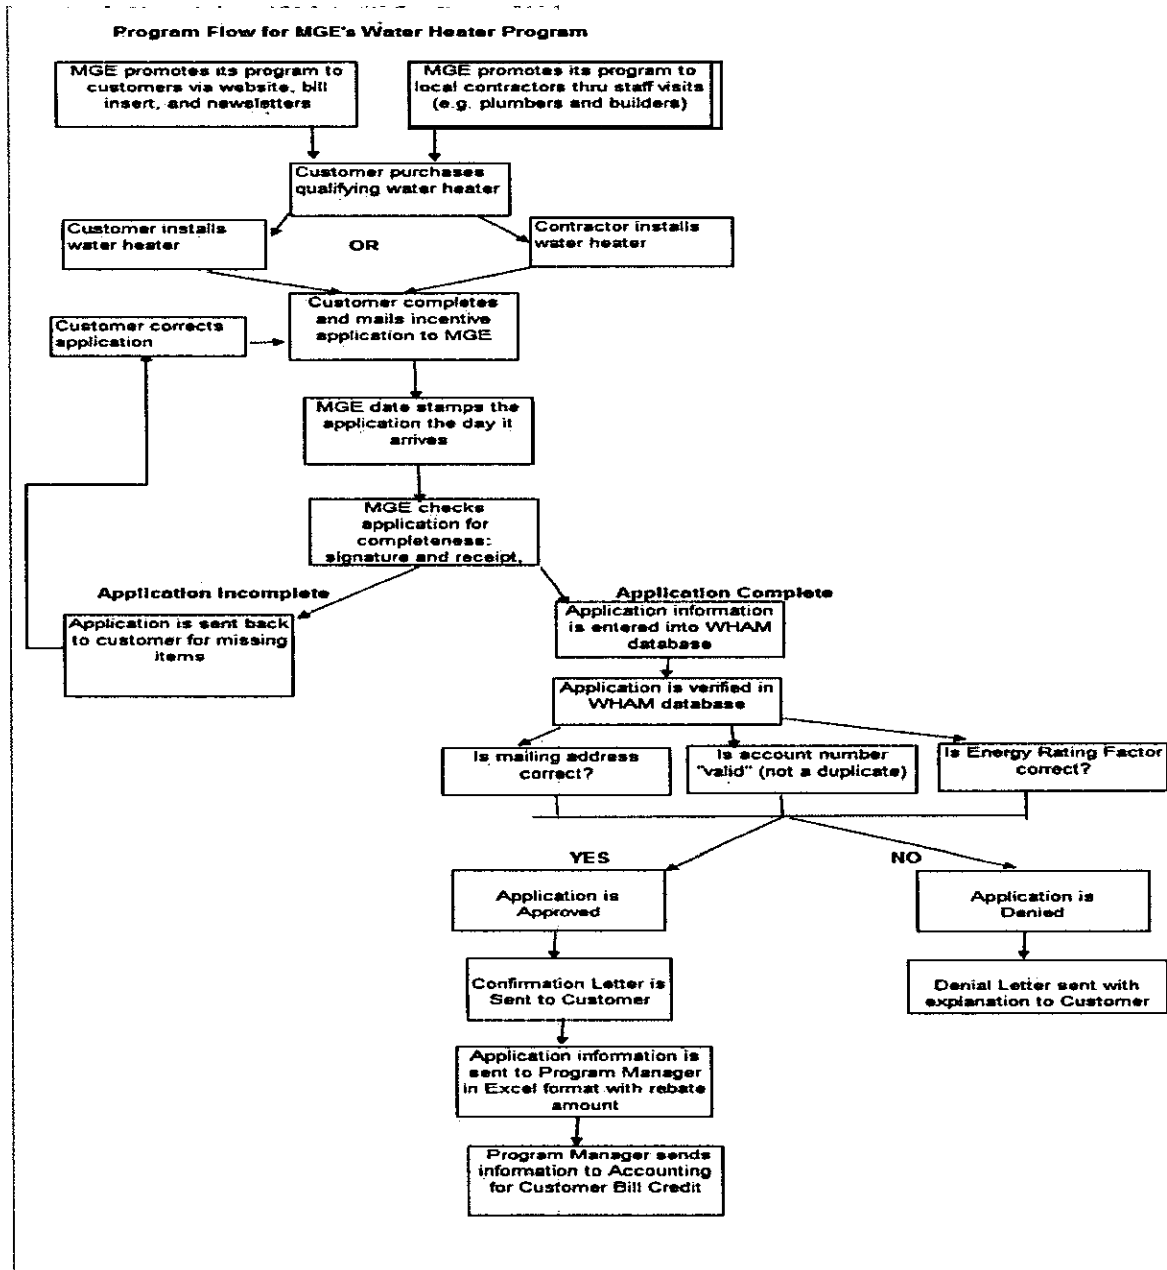 Program Flow for MGE's Water Heater Program
MGE promotes its program to
customers via website, bill
insert, and newsletters
MGE promotes its program to
local contractors thru staff visits
(e.g. plumbers and builders)
Customer purchases
qualifying water heater
Customer installs
water heater
OR
Contractor installs
water heater
Customer completes
and mails incentive
application to MGE
Customer corrects
application
MGE date stamps the
application the day it
arrives
MGE checks
application for
completeness:
signature and receipt,
Application Incomplete
Application Complete
Application is sent back
to customer for missing
items
Application information
is entered into WHAM
database
Application is verified in
WHAM database
Is mailing address
correct?
Is account number
"valid" (not a duplicate)
Is Energy Rating Factor
correct?
YES
NO
Application is
Approved
Application is
Denied
Confirmation Letter is
Sent to Customer
Denial Letter sent with
explanation to Customer
Application information is
sent to Program Manager
in Excel format with rebate
amount
Program Manager sends
information to Accounting
for Customer Bill Credit